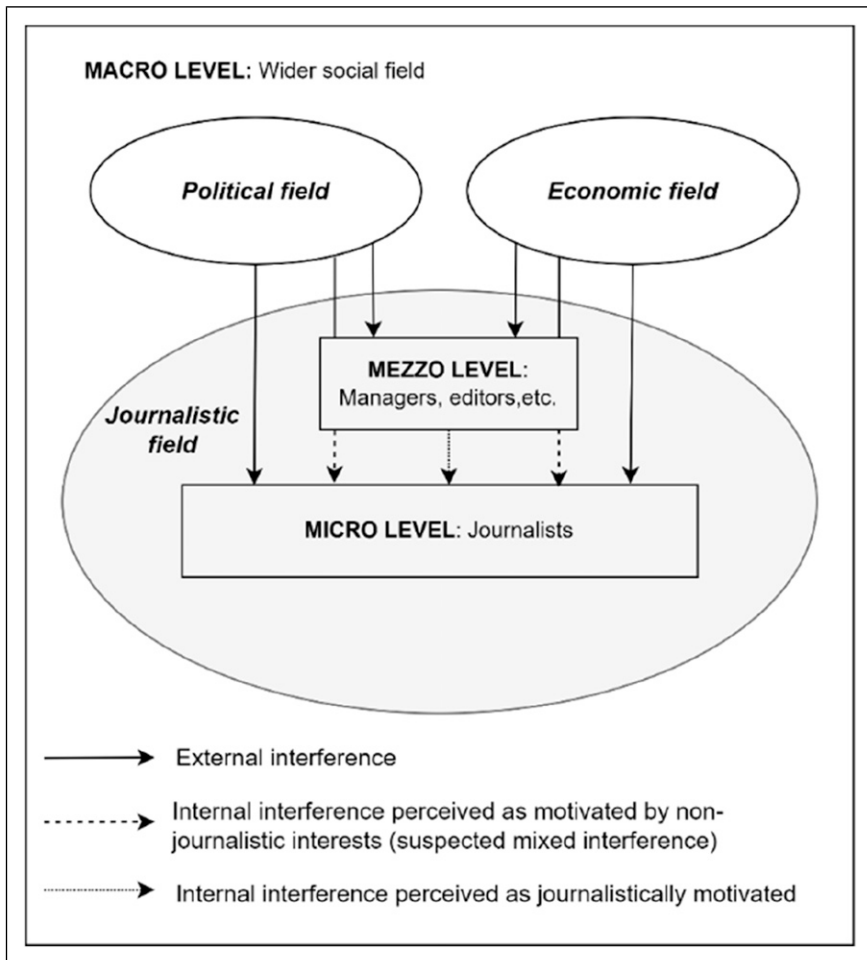 MACRO LEVEL: Wider social field
Political field
Economic field
MEZZO LEVEL:
Managers, editors,etc.
Journalistic
field
MICRO LEVEL: Journalists
External interference
Internal interference perceived as motivated by non-
journalistic interests (suspected mixed interference)
Internal interference perceived as journalistically motivated